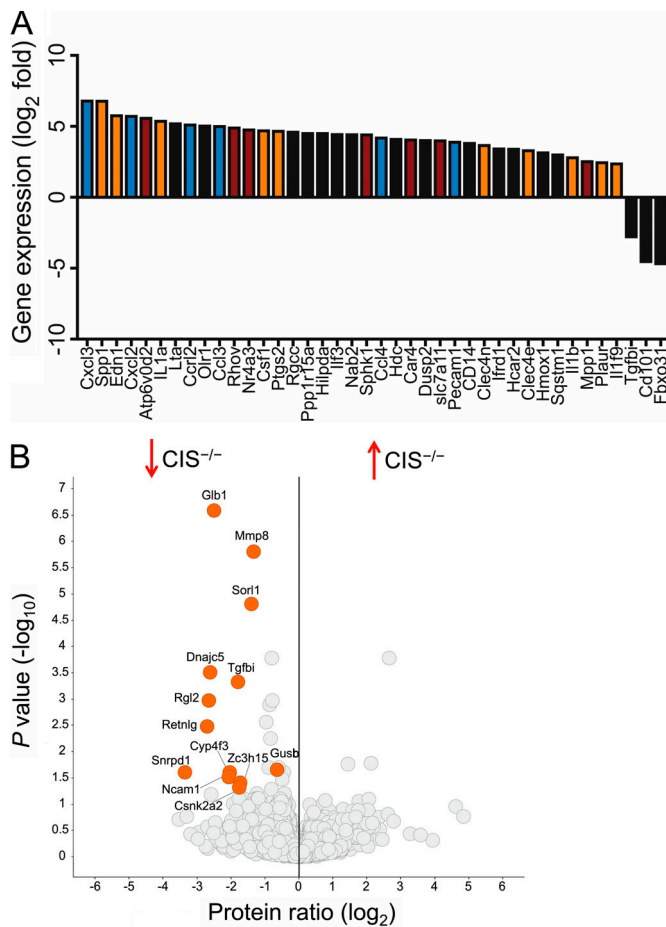 A
Gene expression (log2 fold)
10
5
0
-5
-10
Cxcl3
Spp1
Edn1
Cxcl2
Atp6v0d2
IL1a
Lta
Ccrl2
Olr1
Ccl3
Rhov
Nr4a3
Csf1
Ptgs2
Rgcc
Ppp1r15a
Hilpda
Ilf3
Nab2
Sphk1
Ccl4
Hdc
Car4
Dusp2
slc7a11
Pecam1
CD14
Clec4n
Ifrd1
Hcar2
Clec4e
Hmox1
Sqstm1
Il1b
Mpp1
Plaur
Il1f9
Tgfbi
Cd101
Fbxo31
B
CIS−/−
CIS−/−
P value (-log10)
7
6.5
6
5.5
5
4.5
4
3.5
3
2.5
2
1.5
1
0.5
0
Glb1
Mmp8
Sorl1
Dnajc5
Tgfbi
Rgl2
Retnlg
Cyp4f3
Zc3h15
Gusb
Snrpd1
Ncam1
Csnk2a2
-6 -5 -4 -3 -2 -1 0 1 2 3 4 5 6
Protein ratio (log2)